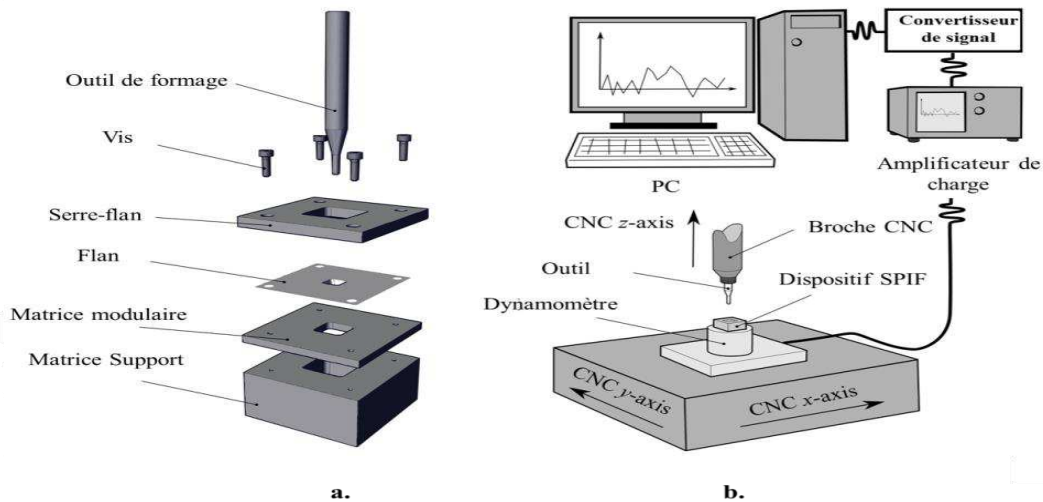 Outil de formage
Vis
Serre-flan
Flan
Matrice modulaire
Matrice Support
a.
Convertisseur
de signal
Amplificateur de
charge
PC
CNC z-axis
Broche CNC
Outil
Dispositif SPIF
Dynamomètre
CNC y-axis
CNC x-axis
b.